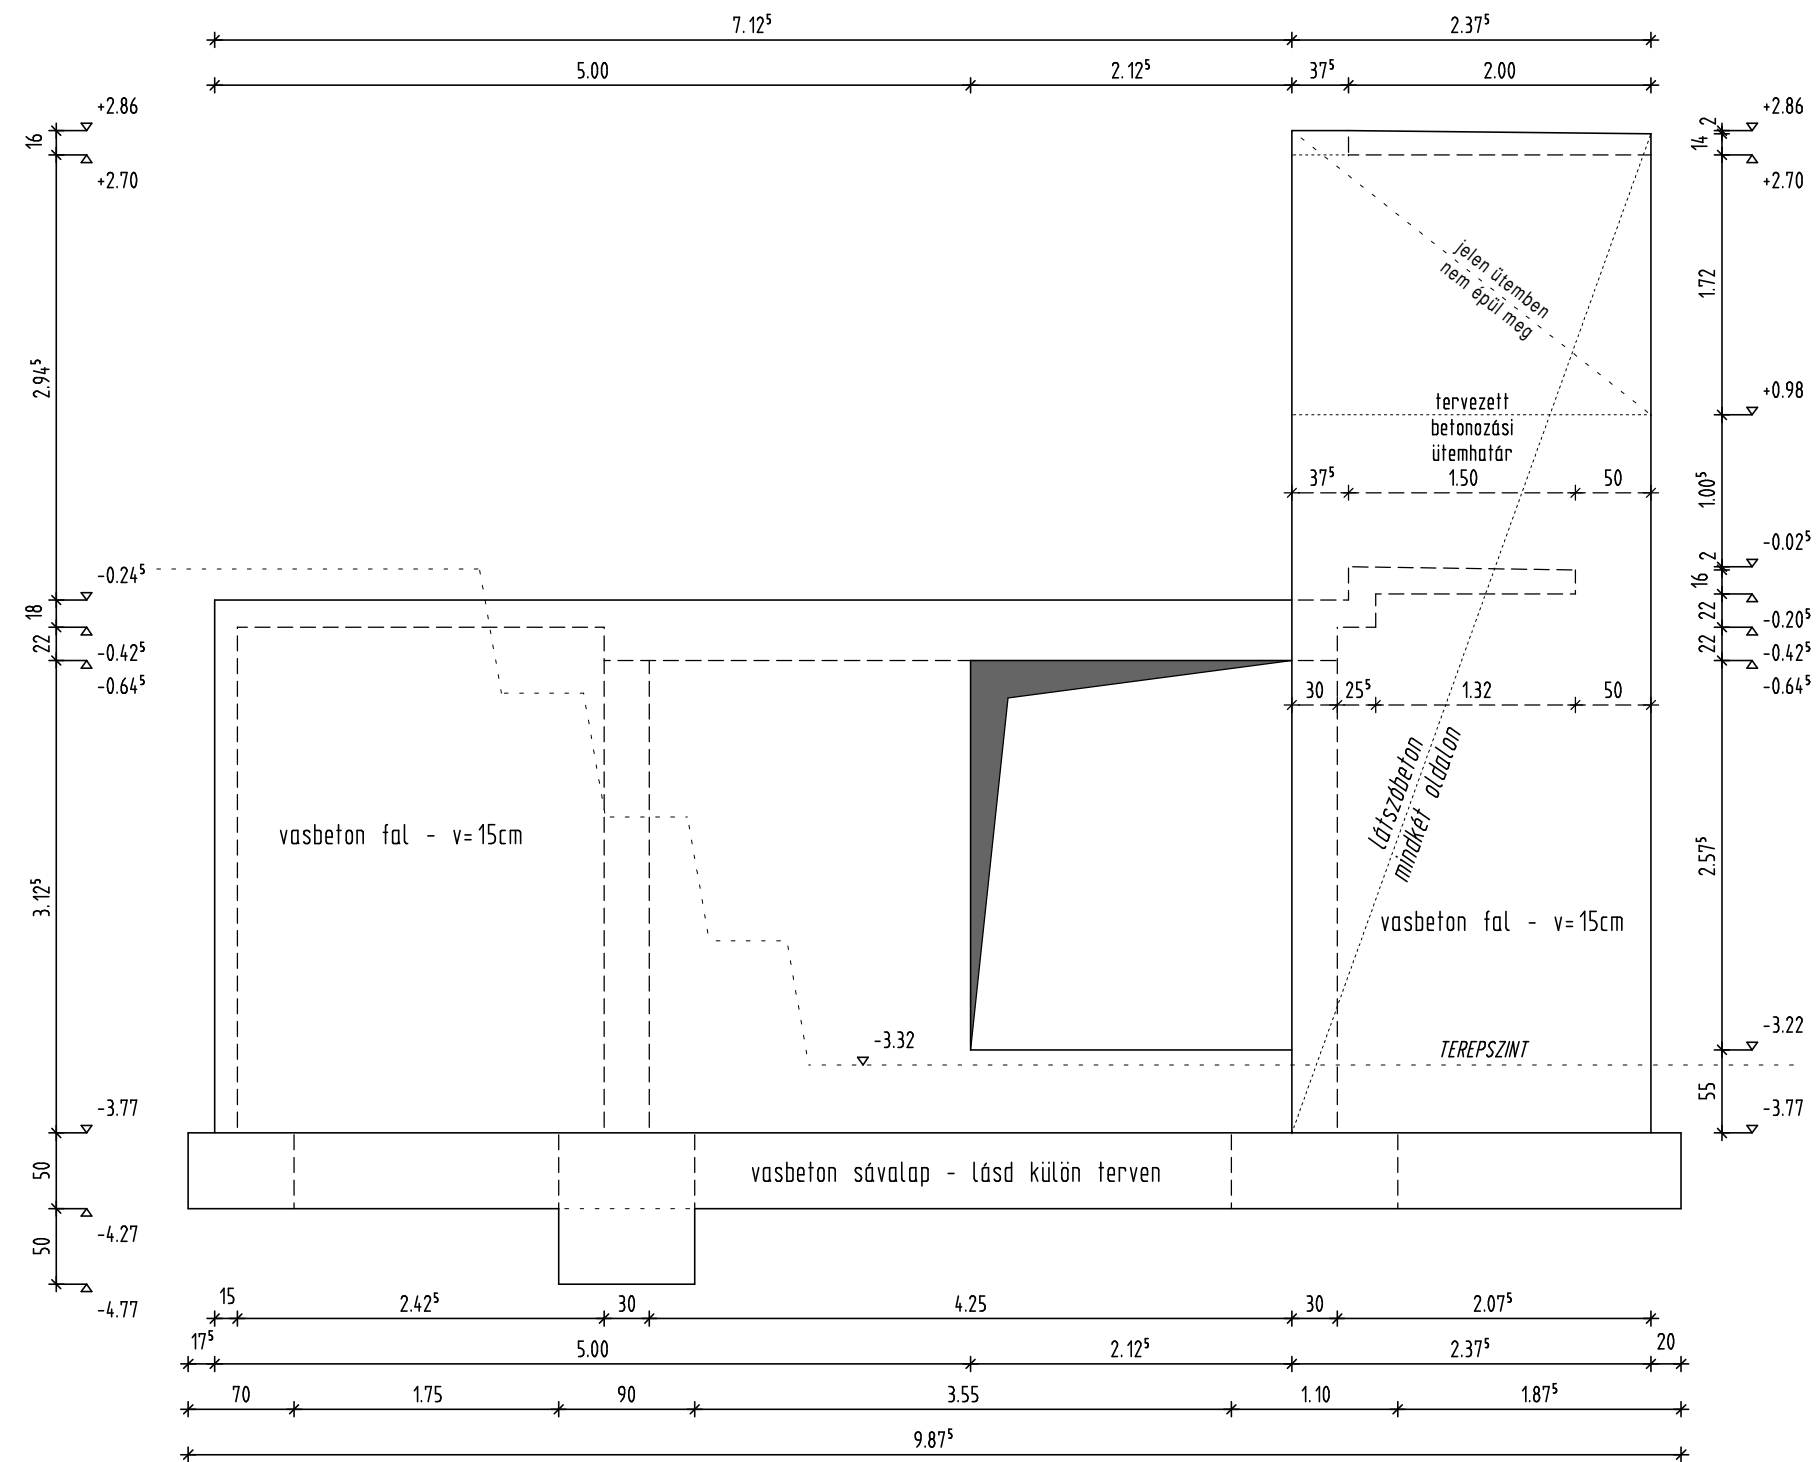 7.12⁵ 2.37⁵
5.00 2.12⁵ 37⁵ 2.00
+2.86 +2.86
16 14 2
+2.70 +2.70
jelen ütemben
nem épül meg
1.72
2.94⁵
+0.98
tervezett
betonozási
ütemhatár
37⁵ 1.50 50
1.00⁵
-0.02⁵
-0.24⁵
2
16
18 22
-0.20⁵
22 22
-0.42⁵ -0.42⁵
-0.64⁵ -0.64⁵
30 25⁵ 1.32 50
látszóbeton
mindkét oldalon
vasbeton fal - v=15cm
2.57⁵
3.12⁵
vasbeton fal - v=15cm
-3.32
-3.22
TEREPSZINT
55
-3.77 -3.77
50
vasbeton sávalap - lásd külön terven
-4.27
50
-4.77
15 2.42⁵ 30 4.25 30 2.07⁵
17⁵ 5.00 2.12⁵ 2.37⁵ 20
70 1.75 90 3.55 1.10 1.87⁵
9.87⁵